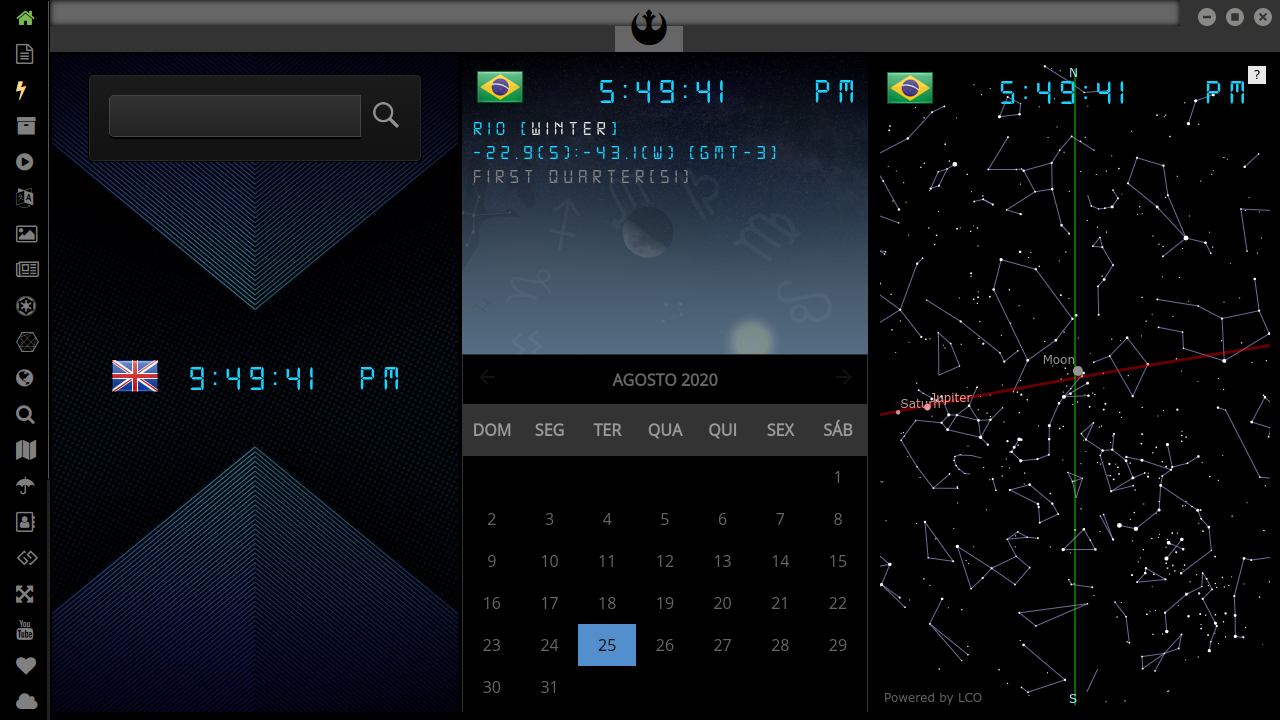 5:49:41 PM
RIO [WINTER]
-22.9(S):-43.1(W) [GMT-3]
FIRST QUARTER(51)
9:49:41 PM
AGOSTO 2020
DOM SEG TER QUA QUI SEX SÁB
1
2 3 4 5 6 7 8
9 10 11 12 13 14 15
16 17 18 19 20 21 22
23 24 25 26 27 28 29
30 31
N
?
5:49:41 PM
Moon
Jupiter
Saturn
Powered by LCO
S
You
Tube